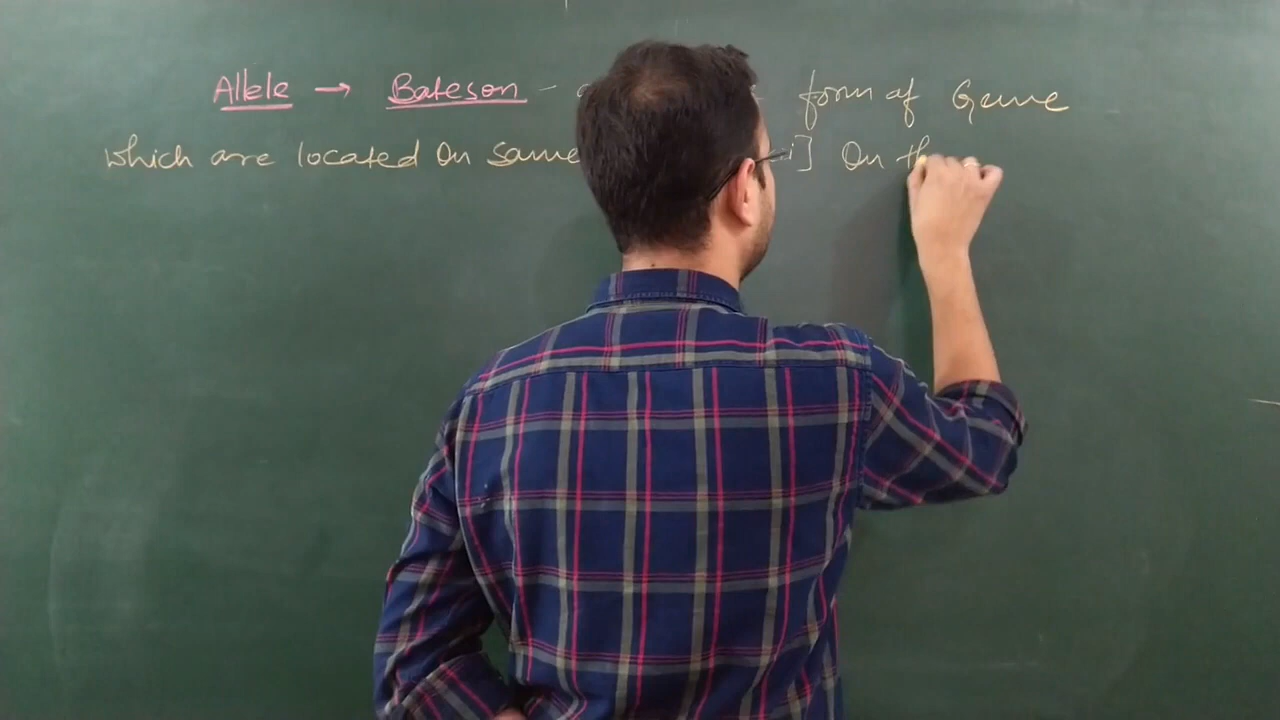 Allele → Bateson - form of Gene
which are located on same i] On th